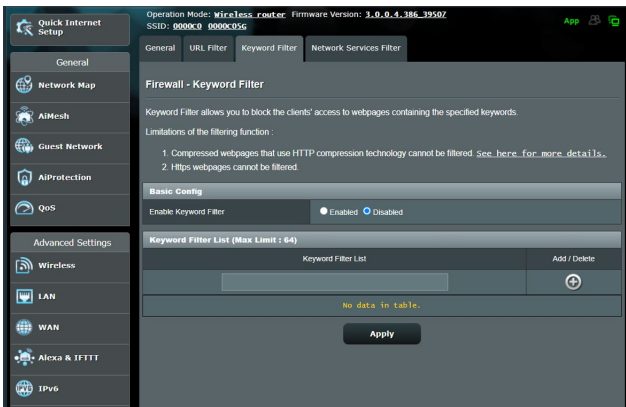 Quick Internet
Setup
Operation Mode: Wireless router Firmware Version: 3.0.0.4.386_39507
SSID: 0000C0 0000C05G
App
General
URL Filter
Keyword Filter
Network Services Filter
General
Network Map
AiMesh
Guest Network
AiProtection
QoS
Advanced Settings
Wireless
LAN
WAN
Alexa & IFTTT
IPv6
Firewall - Keyword Filter
Keyword Filter allows you to block the clients' access to webpages containing the specified keywords.
Limitations of the filtering function :
1. Compressed webpages that use HTTP compression technology cannot be filtered. See here for more details.
2. Https webpages cannot be filtered.
Basic Config
Enable Keyword Filter
Enabled Disabled
Keyword Filter List (Max Limit : 64)
Keyword Filter List
Add / Delete
No data in table.
Apply